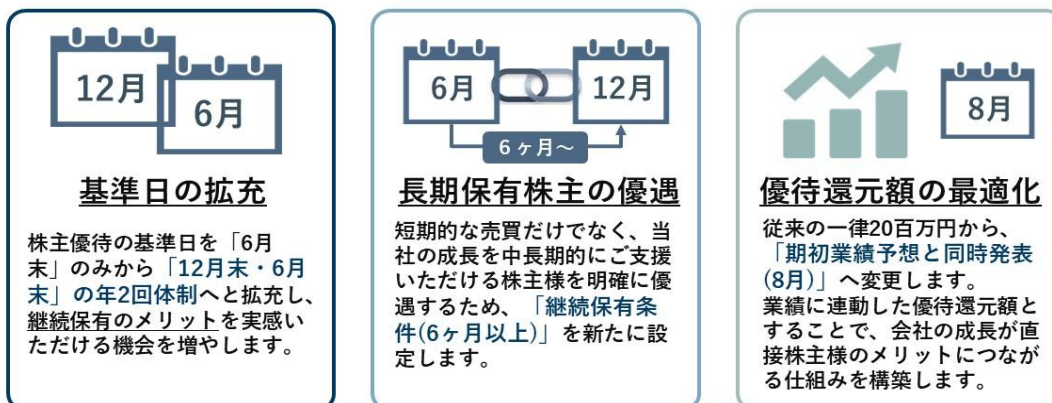 12月
6月
基準日の拡充
株主優待の基準日を「6月
末」のみから「12月末・6月
末」の年2回体制へと拡充し、
継続保有のメリットを実感い
ただける機会を増やします。
6月
12月
6ヶ月～
長期保有株主の優遇
短期的な売買だけでなく、当
社の成長を中長期的にご支援
いただける株主様を明確に優
遇するため、「継続保有条
件(6ヶ月以上)」を新たに設
定します。
8月
優待還元額の最適化
従来の一律20百万円から、
「期初業績予想と同時発表
(8月)」へ変更します。
業績に連動した優待還元額と
することで、会社の成長が直
接株主様のメリットにつなが
る仕組みを構築します。